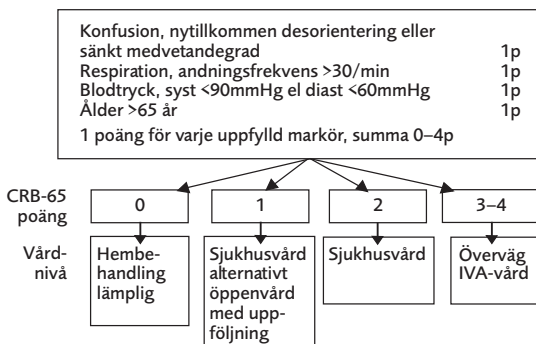 Konfusion, nytillkommen desorientering eller
sänkt medvetandegrad 1p
Respiration, andningsfrekvens >30/min 1p
Blodtryck, syst <90mmHg el diast <60mmHg 1p
Ålder >65 år 1p
1 poäng för varje uppfylld markör, summa 0–4p
CRB-65
poäng
0 1 2 3–4
Vård-
nivå
Hembe-
handling
lämplig
Sjukhusvård
alternativt
öppenvård
med upp-
följning
Sjukhusvård
Överväg
IVA-vård